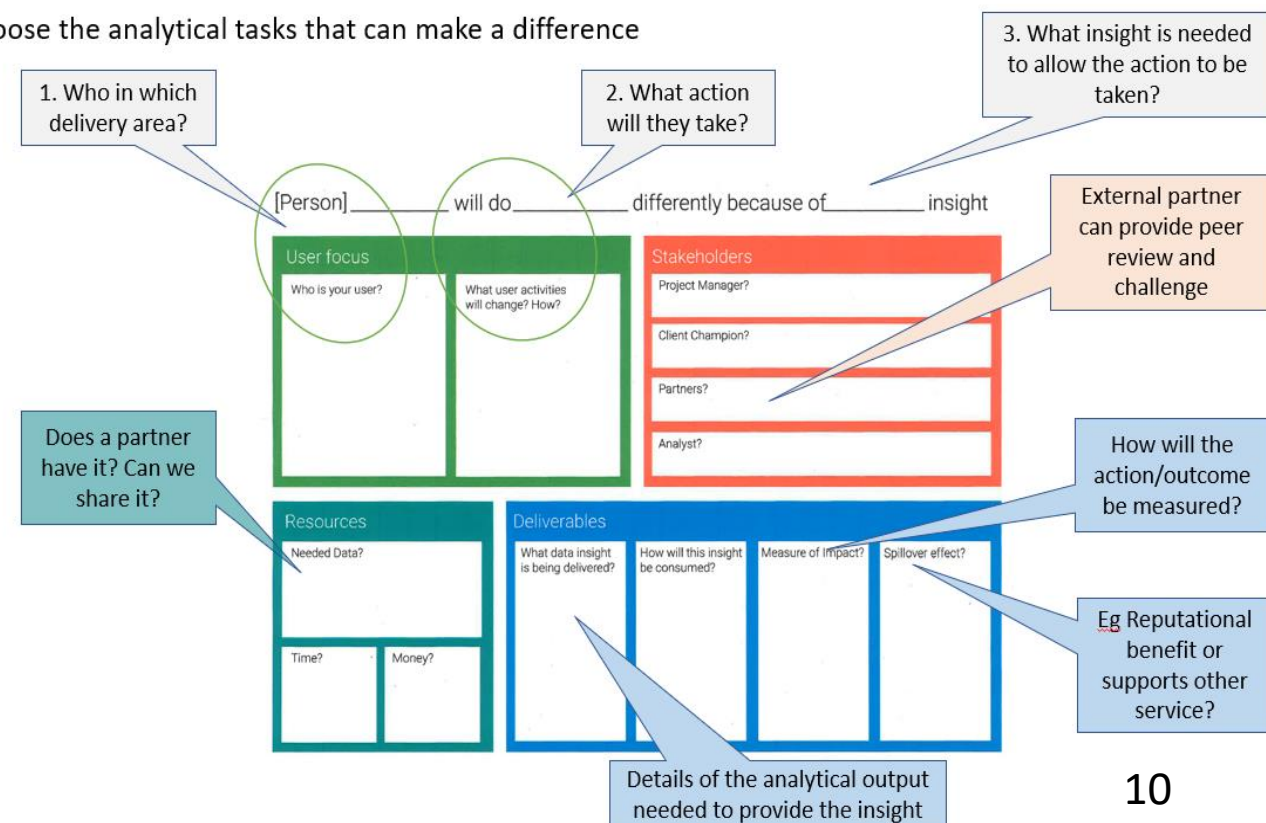 oose the analytical tasks that can make a difference
1. Who in which
delivery area?
2. What action
will they take?
3. What insight is needed
to allow the action to be
taken?
[Person]_________ will do__________ differently because of_________ insight
External partner
can provide peer
review and
challenge
User focus
Who is your user?
What user activities
will change? How?
Stakeholders
Project Manager?
Client Champion?
Partners?
Analyst?
Does a partner
have it? Can we
share it?
How will the
action/outcome
be measured?
Resources
Needed Data?
Time?
Money?
Deliverables
What data insight
is being delivered?
How will this insight
be consumed?
Measure of Impact?
Spillover effect?
Eg Reputational
benefit or
supports other
service?
Details of the analytical output
needed to provide the insight
10